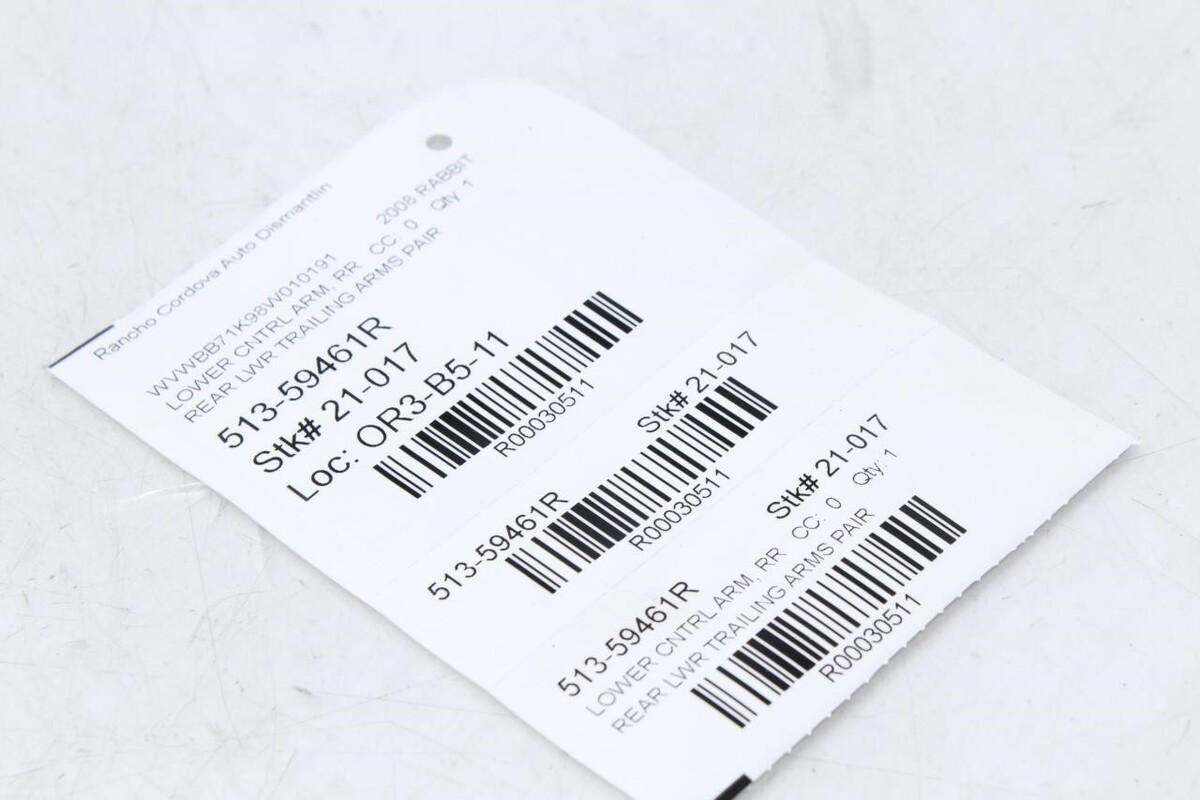 Rancho Cordova Auto Dismantlin
WVWBB71K98W010191 2008 RABBIT
LOWER CNTRL ARM, RR CC: 0 Qty: 1
REAR LWR TRAILING ARMS PAIR
513-59461R
Stk# 21-017
Loc: OR3-B5-11
R00030511
513-59461R Stk# 21-017
R00030511
513-59461R Stk# 21-017
LOWER CNTRL ARM, RR CC: 0 Qty: 1
REAR LWR TRAILING ARMS PAIR
R00030511